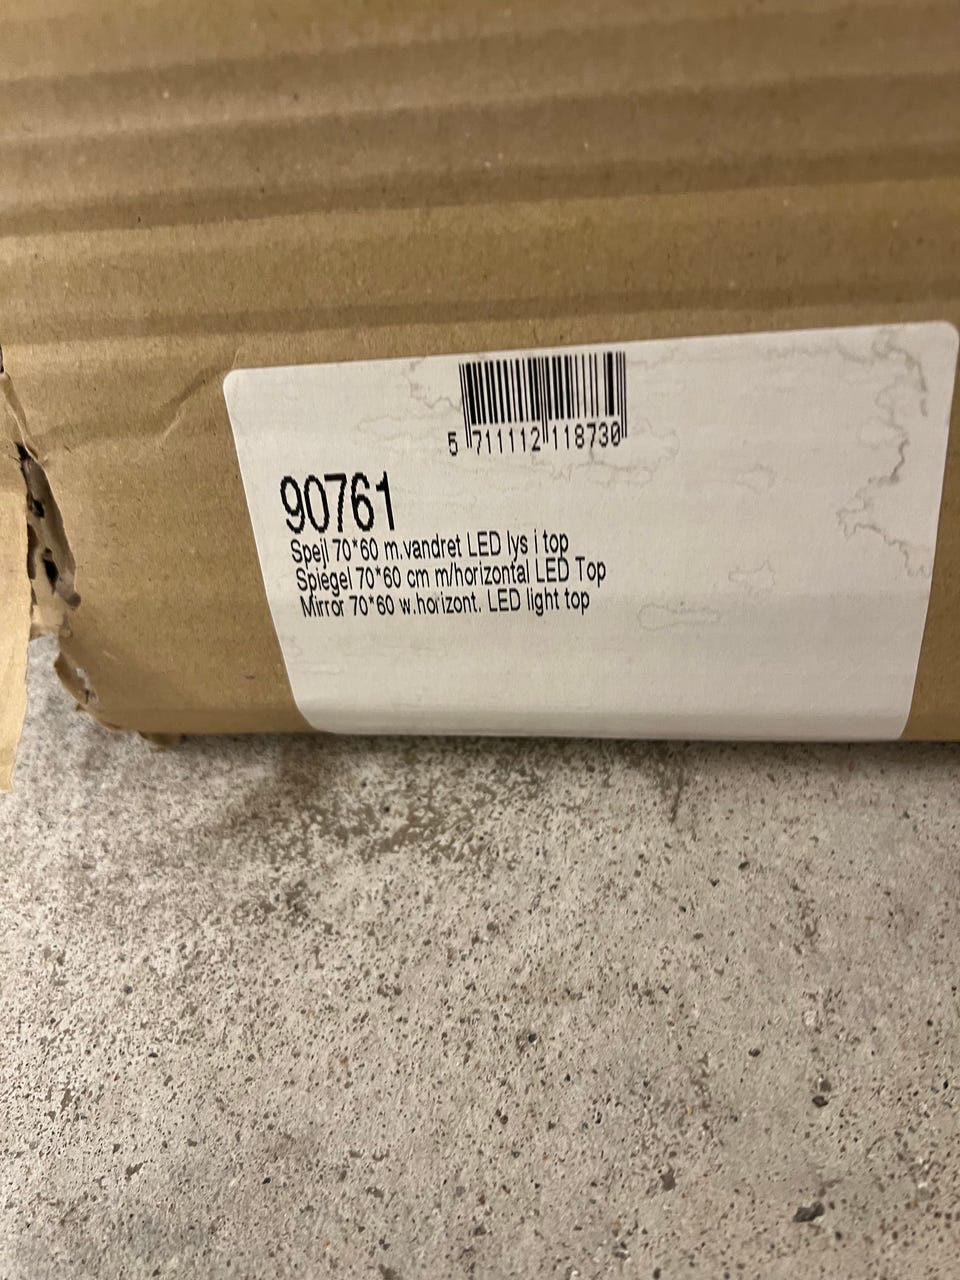 5 711112 118730
90761
Spejl 70*60 m.vandret LED lys i top
Spiegel 70*60 cm m/horizontal LED Top
Mirror 70*60 w.horizont. LED light top